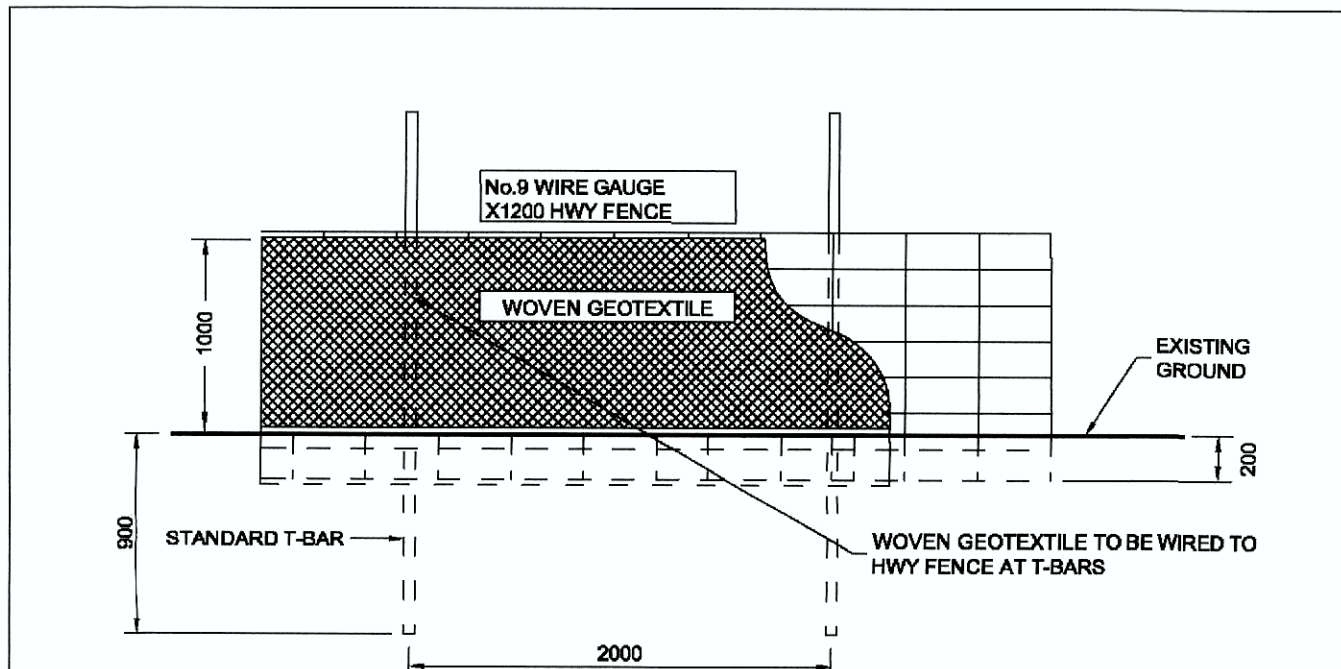 No.9 WIRE GAUGE
X1200 HWY FENCE
WOVEN GEOTEXTILE
1000
EXISTING
GROUND
200
900
STANDARD T-BAR
WOVEN GEOTEXTILE TO BE WIRED TO
HWY FENCE AT T-BARS
2000